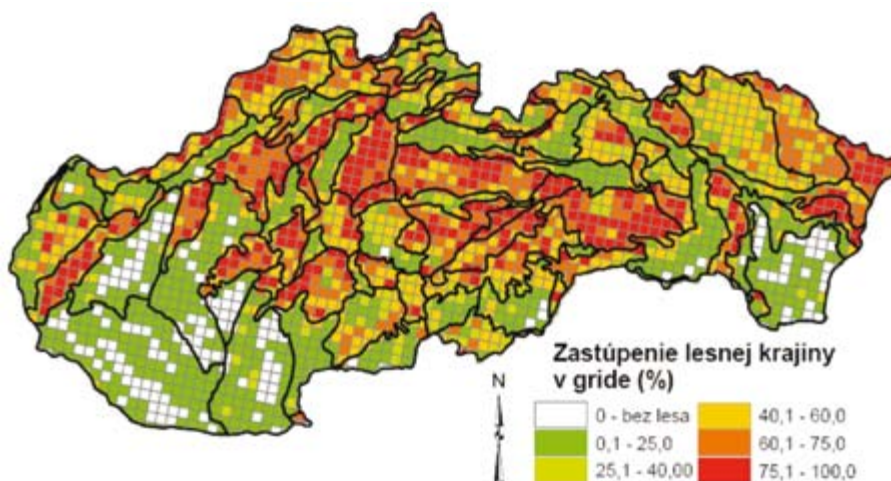 Zastúpenie lesnej krajiny
v gride (%)
N
0 - bez lesa
40,1 - 60,0
0,1 - 25,0
60,1 - 75,0
25,1 - 40,00
75,1 - 100,0